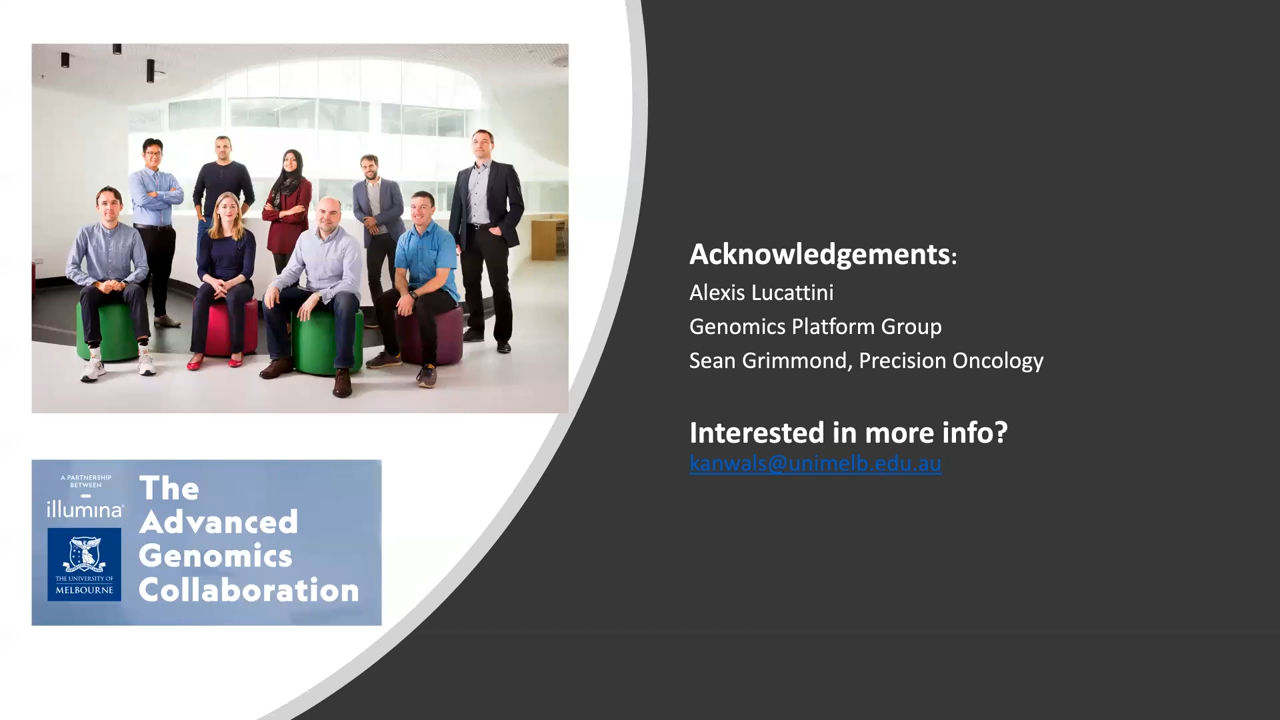 Acknowledgements:
Alexis Lucattini
Genomics Platform Group
Sean Grimmond, Precision Oncology
Interested in more info?
kanwals@unimelb.edu.au
A PARTNERSHIP
BETWEEN
illumina®
THE UNIVERSITY OF
MELBOURNE
The
Advanced
Genomics
Collaboration